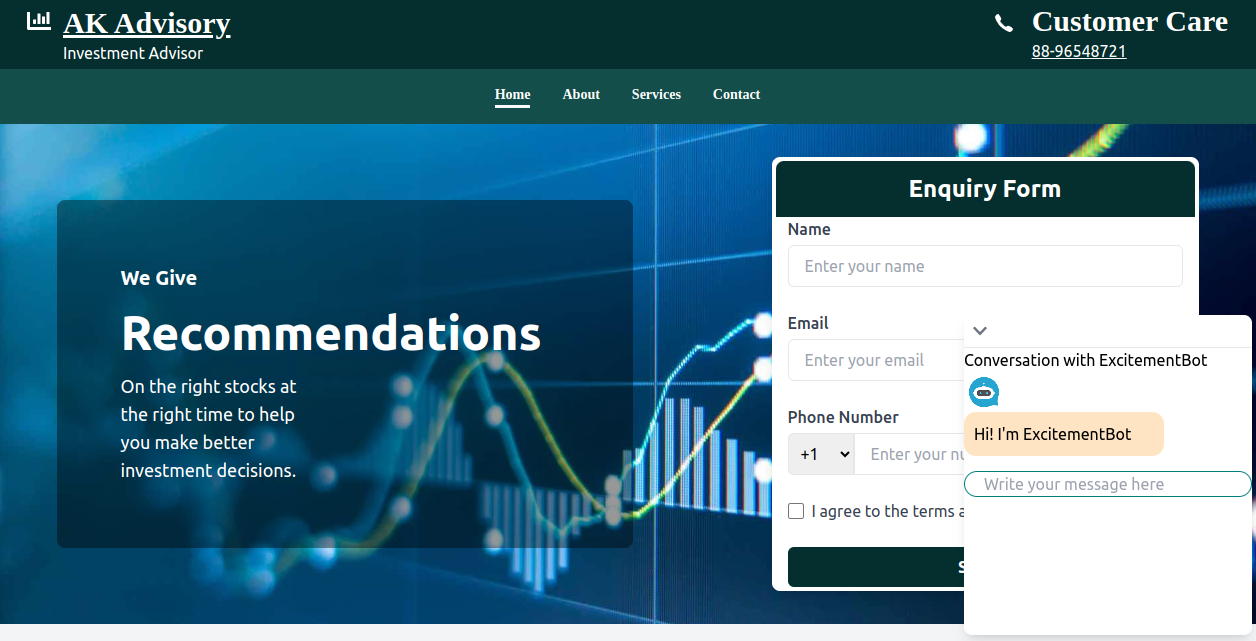 AK Advisory
Investment Advisor
Customer Care
88-96548721
Home About Services Contact
We Give
Recommendations
On the right stocks at
the right time to help
you make better
investment decisions.
Enquiry Form
Name
Enter your name
Email
Enter your email
Phone Number
+1
Enter your nu
I agree to the terms a
S
Conversation with ExcitementBot
Hi! I'm ExcitementBot
Write your message here